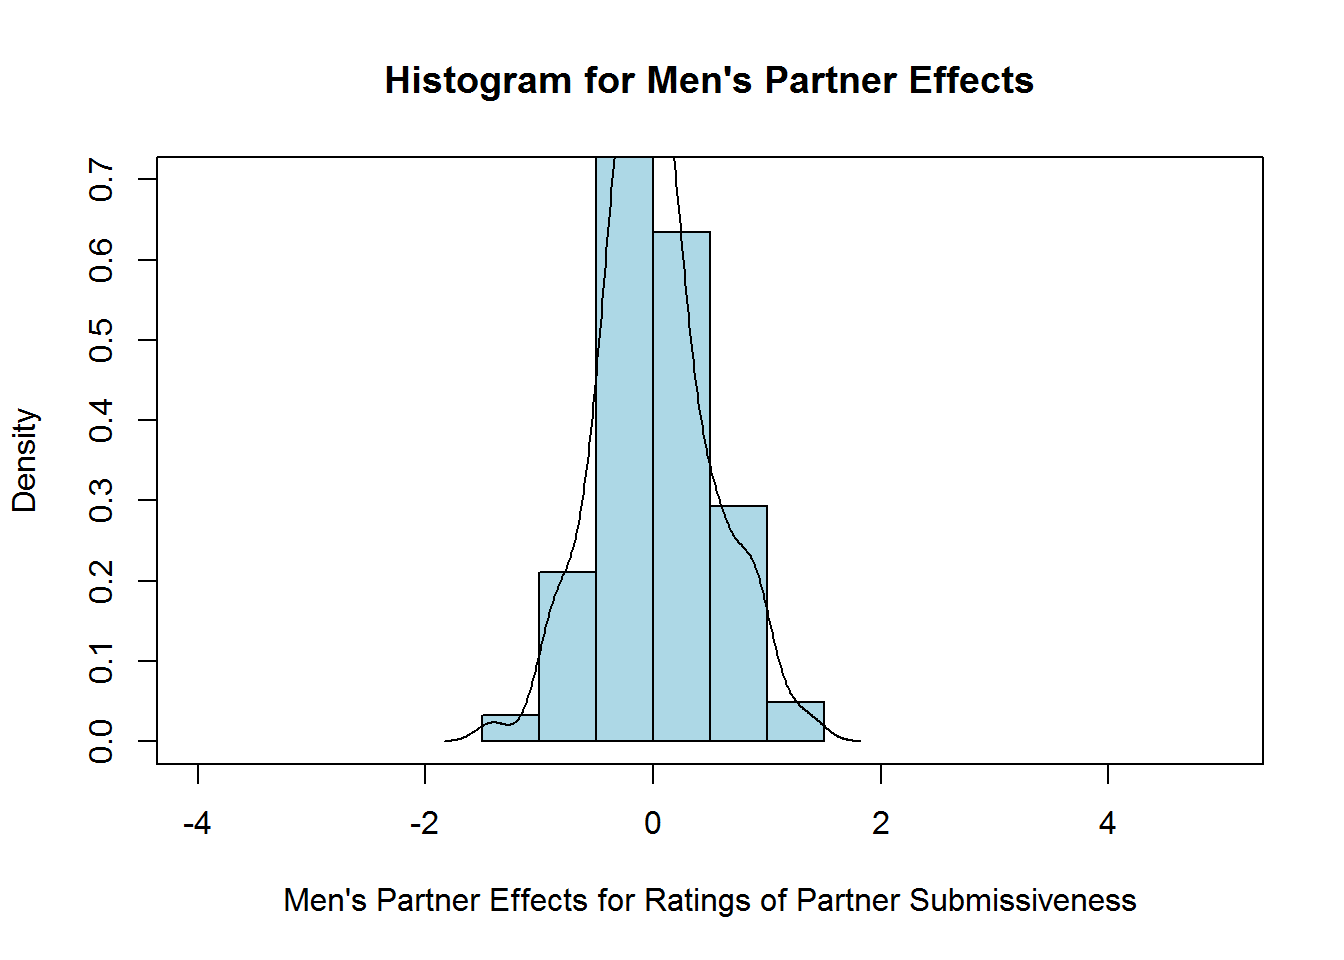 Histogram for Men's Partner Effects
Density
0.7
0.6
0.5
0.4
0.3
0.2
0.1
0.0
-4 -2 0 2 4
Men's Partner Effects for Ratings of Partner Submissiveness